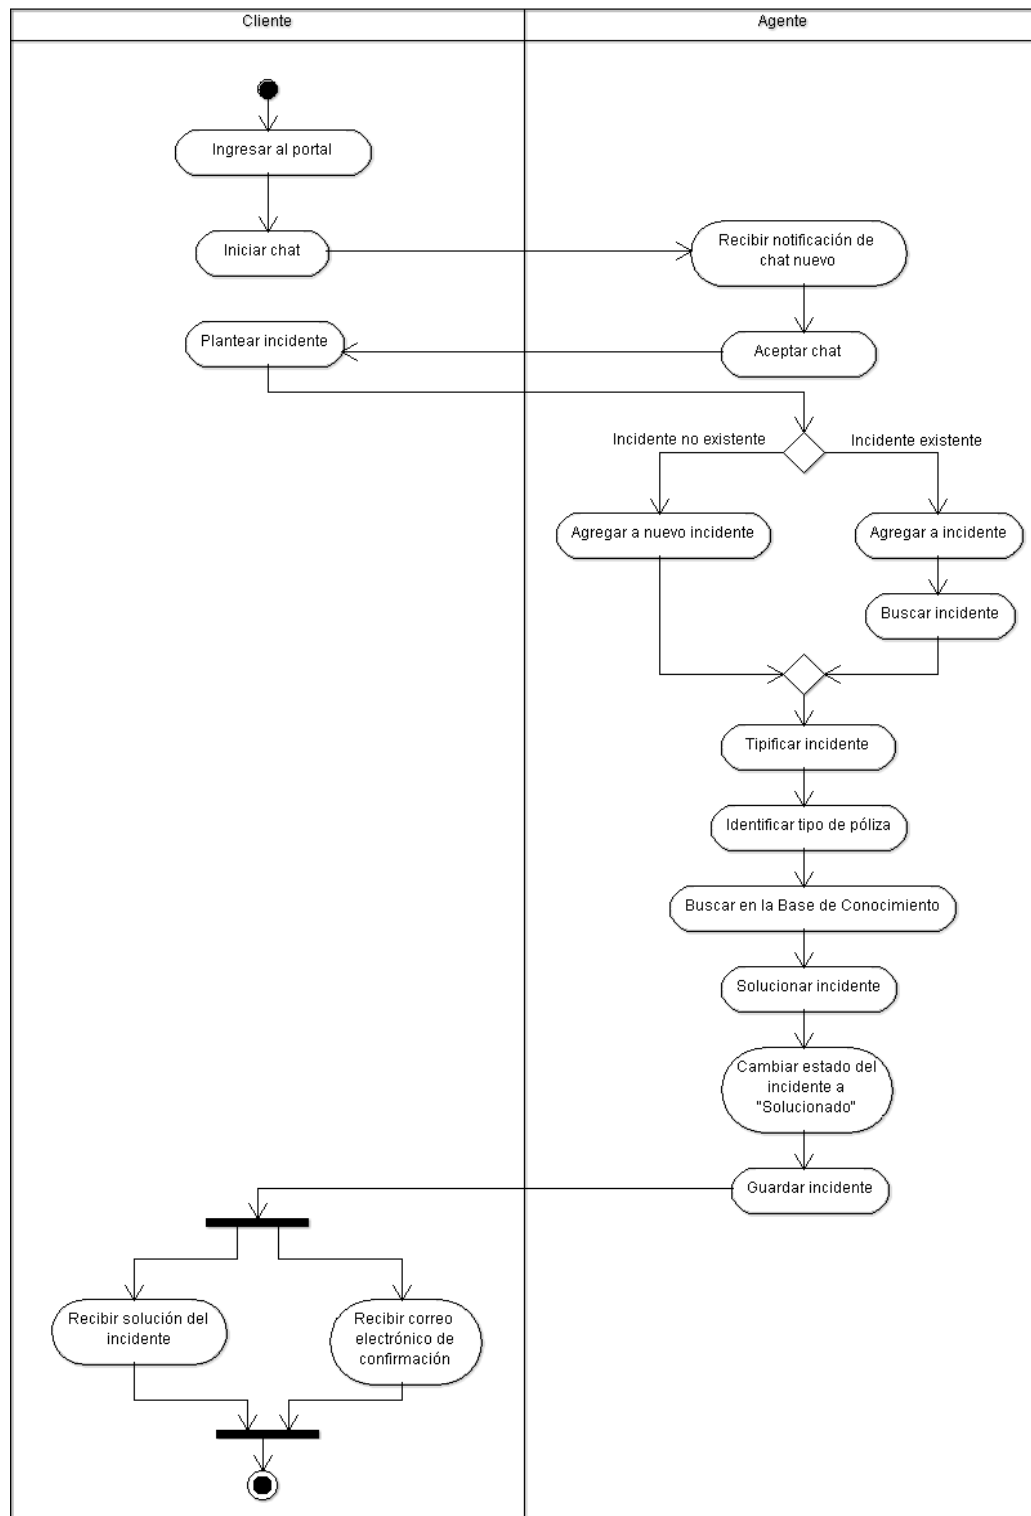 Cliente
Agente
Ingresar al portal
Iniciar chat
Recibir notificación de
chat nuevo
Plantear incidente
Aceptar chat
Incidente no existente
Incidente existente
Agregar a nuevo incidente
Agregar a incidente
Buscar incidente
Tipificar incidente
Identificar tipo de póliza
Buscar en la Base de Conocimiento
Solucionar incidente
Cambiar estado del
incidente a
"Solucionado"
Guardar incidente
Recibir solución del
incidente
Recibir correo
electrónico de
confirmación